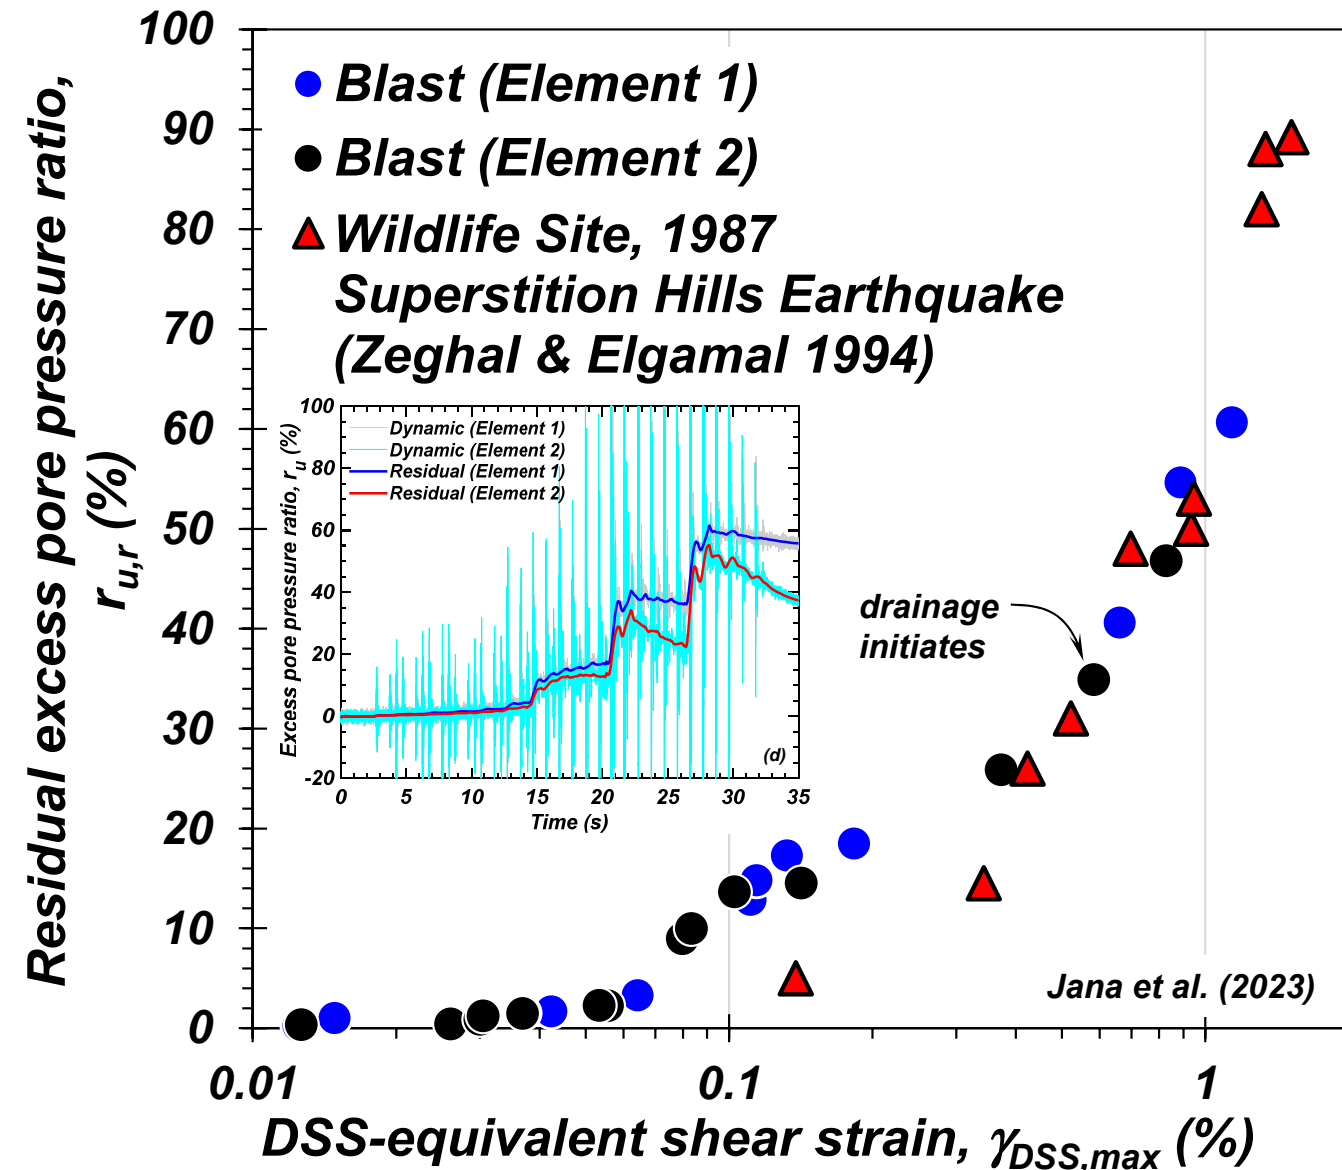 100
90
80
70
60
50
40
30
20
10
0
Residual excess pore pressure ratio,
r_u,r (%)
Blast (Element 1)
Blast (Element 2)
Wildlife Site, 1987
Superstition Hills Earthquake
(Zeghal & Elgamal 1994)
100
80
60
40
20
0
-20
Excess pore pressure ratio, r_u (%)
Dynamic (Element 1)
Dynamic (Element 2)
Residual (Element 1)
Residual (Element 2)
(d)
0 5 10 15 20 25 30 35
Time (s)
drainage
initiates
Jana et al. (2023)
0.01 0.1 1
DSS-equivalent shear strain, γ_DSS,max (%)